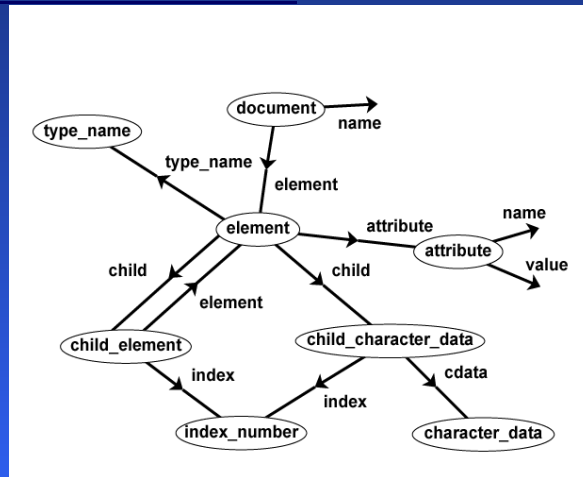 document
name
type_name
type_name
element
element
attribute
name
attribute
value
child
child
element
child_element
child_character_data
index
cdata
index
index_number
character_data